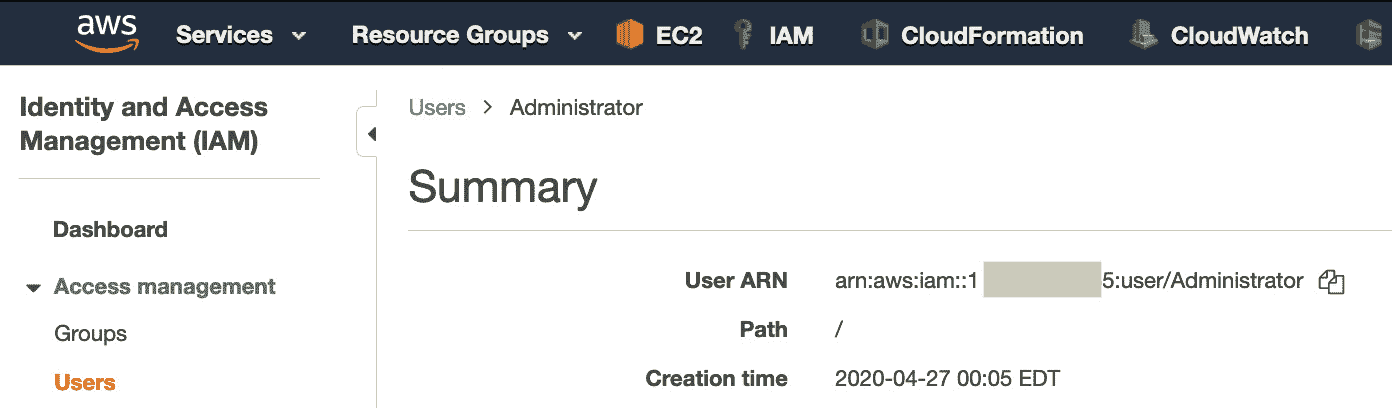 aws Services Resource Groups EC2 IAM CloudFormation CloudWatch
Identity and Access
Management (IAM)
Dashboard
Access management
Groups
Users
Users > Administrator
Summary
User ARN arn:aws:iam::1 5:user/Administrator
Path /
Creation time 2020-04-27 00:05 EDT